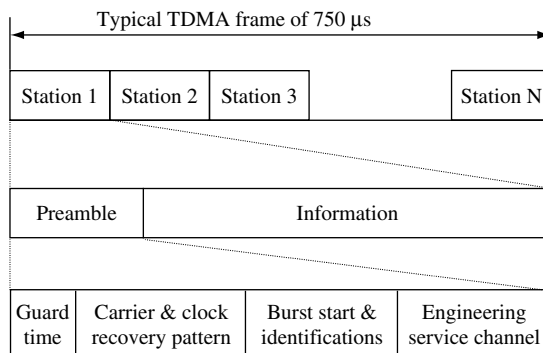 Typical TDMA frame of 750 μs
Station 1 Station 2 Station 3 Station N
Preamble Information
Guard time
Carrier & clock recovery pattern
Burst start & identifications
Engineering service channel